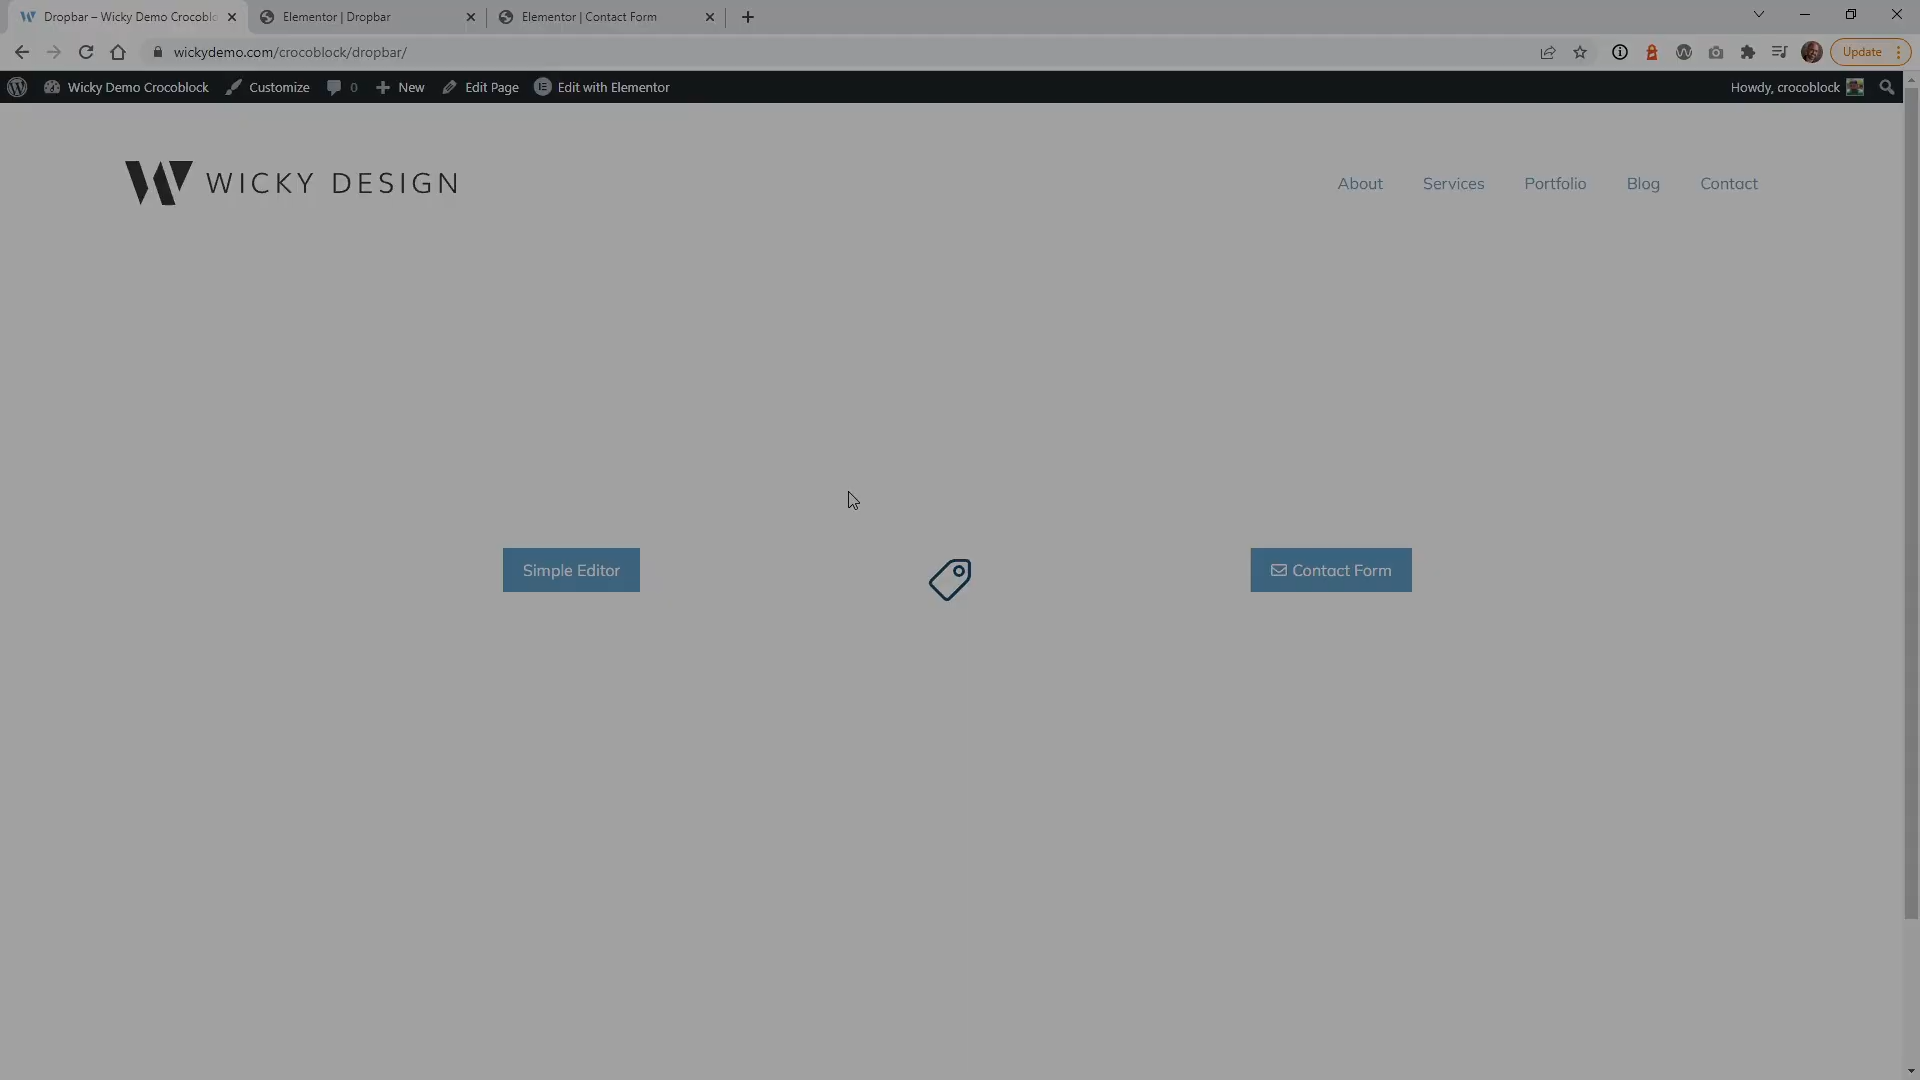 Dropbar – Wicky Demo Crocoblo
Elementor | Dropbar
Elementor | Contact Form
wickydemo.com/crocoblock/dropbar/
Update
Wicky Demo Crocoblock
Customize
0
New
Edit Page
Edit with Elementor
Howdy, crocoblock
WICKY DESIGN
About
Services
Portfolio
Blog
Contact
Simple Editor
Contact Form